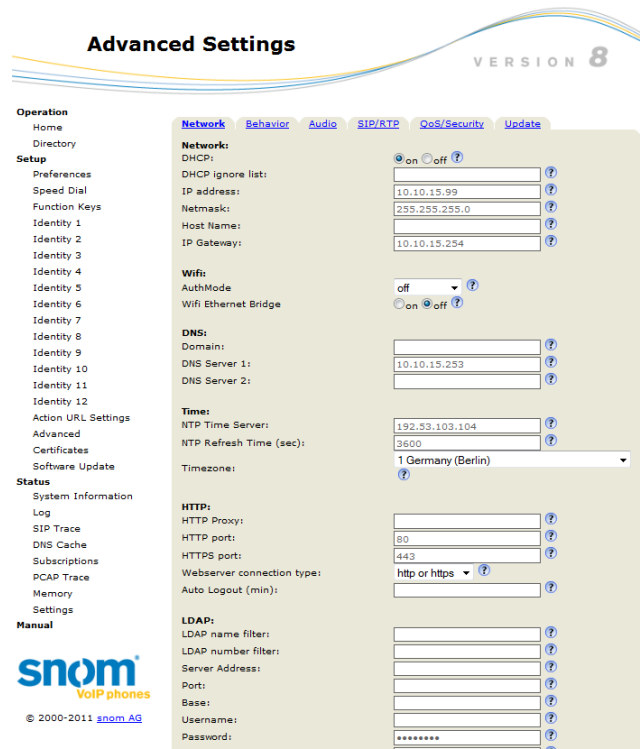 Advanced Settings
VERSION 8
Operation
Home
Directory
Setup
Preferences
Speed Dial
Function Keys
Identity 1
Identity 2
Identity 3
Identity 4
Identity 5
Identity 6
Identity 7
Identity 8
Identity 9
Identity 10
Identity 11
Identity 12
Action URL Settings
Advanced
Certificates
Software Update
Status
System Information
Log
SIP Trace
DNS Cache
Subscriptions
PCAP Trace
Memory
Settings
Manual
snom
VoIP phones
© 2000-2011 snom AG
Network Behavior Audio SIP/RTP QoS/Security Update
Network:
DHCP: on off ?
DHCP ignore list: ?
IP address: 10.10.15.99 ?
Netmask: 255.255.255.0 ?
Host Name: ?
IP Gateway: 10.10.15.254 ?
Wifi:
AuthMode off ?
Wifi Ethernet Bridge on off ?
DNS:
Domain: ?
DNS Server 1: 10.10.15.253 ?
DNS Server 2: ?
Time:
NTP Time Server: 192.53.103.104 ?
NTP Refresh Time (sec): 3600 ?
Timezone: 1 Germany (Berlin)
?
HTTP:
HTTP Proxy: ?
HTTP port: 80 ?
HTTPS port: 443 ?
Webserver connection type: http or https ?
Auto Logout (min): ?
LDAP:
LDAP name filter: ?
LDAP number filter: ?
Server Address: ?
Port: ?
Base: ?
Username: ?
Password: •••••••• ?